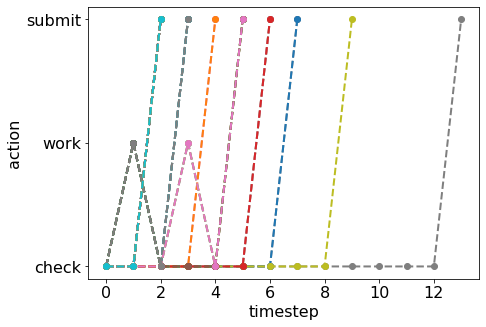 submit
work
check
action
0 2 4 6 8 10 12
timestep